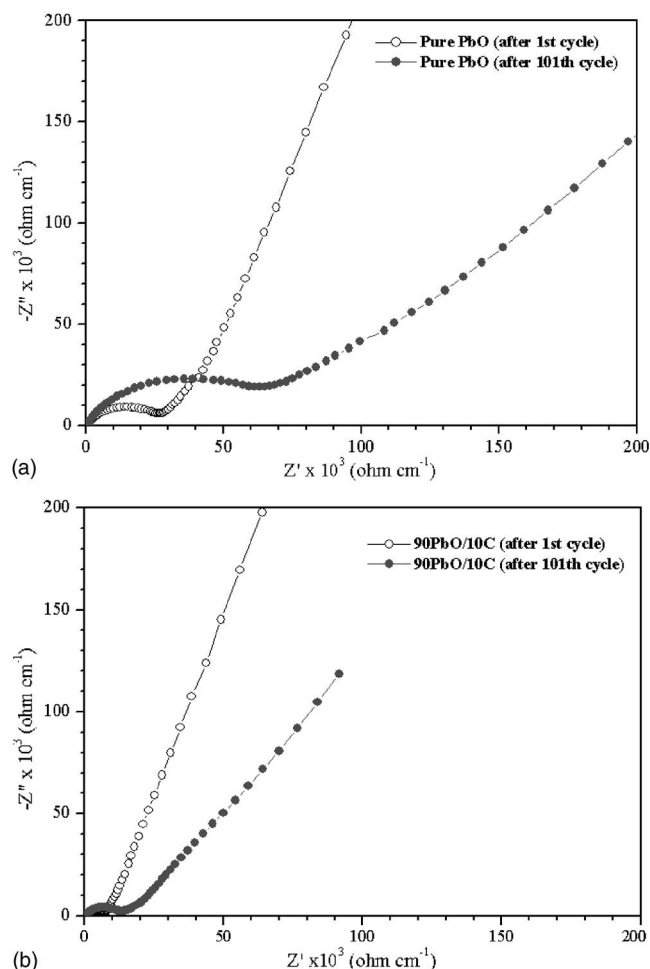 200
150
100
50
0
-Z" x 10³ (ohm cm⁻¹)
Pure PbO (after 1st cycle)
Pure PbO (after 101th cycle)
0 50 100 150 200
(a)
Z' x 10³ (ohm cm⁻¹)
200
150
100
50
0
-Z" x 10³ (ohm cm⁻¹)
90PbO/10C (after 1st cycle)
90PbO/10C (after 101th cycle)
0 50 100 150 200
(b)
Z' x10³ (ohm cm⁻¹)